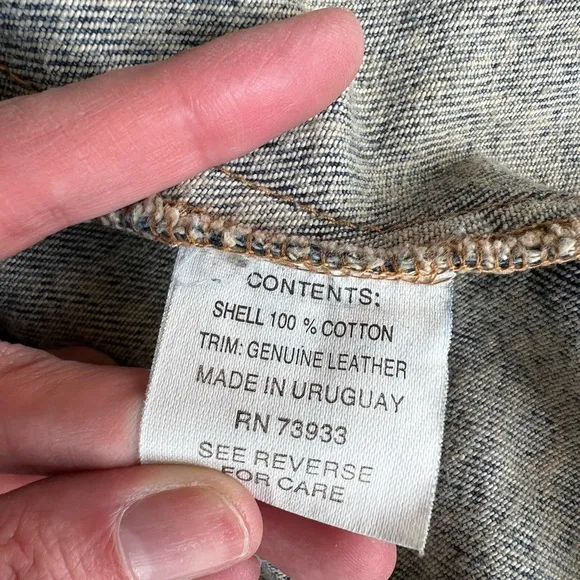 CONTENTS:
SHELL 100 % COTTON
TRIM: GENUINE LEATHER
MADE IN URUGUAY
RN 73933
SEE REVERSE
FOR CARE